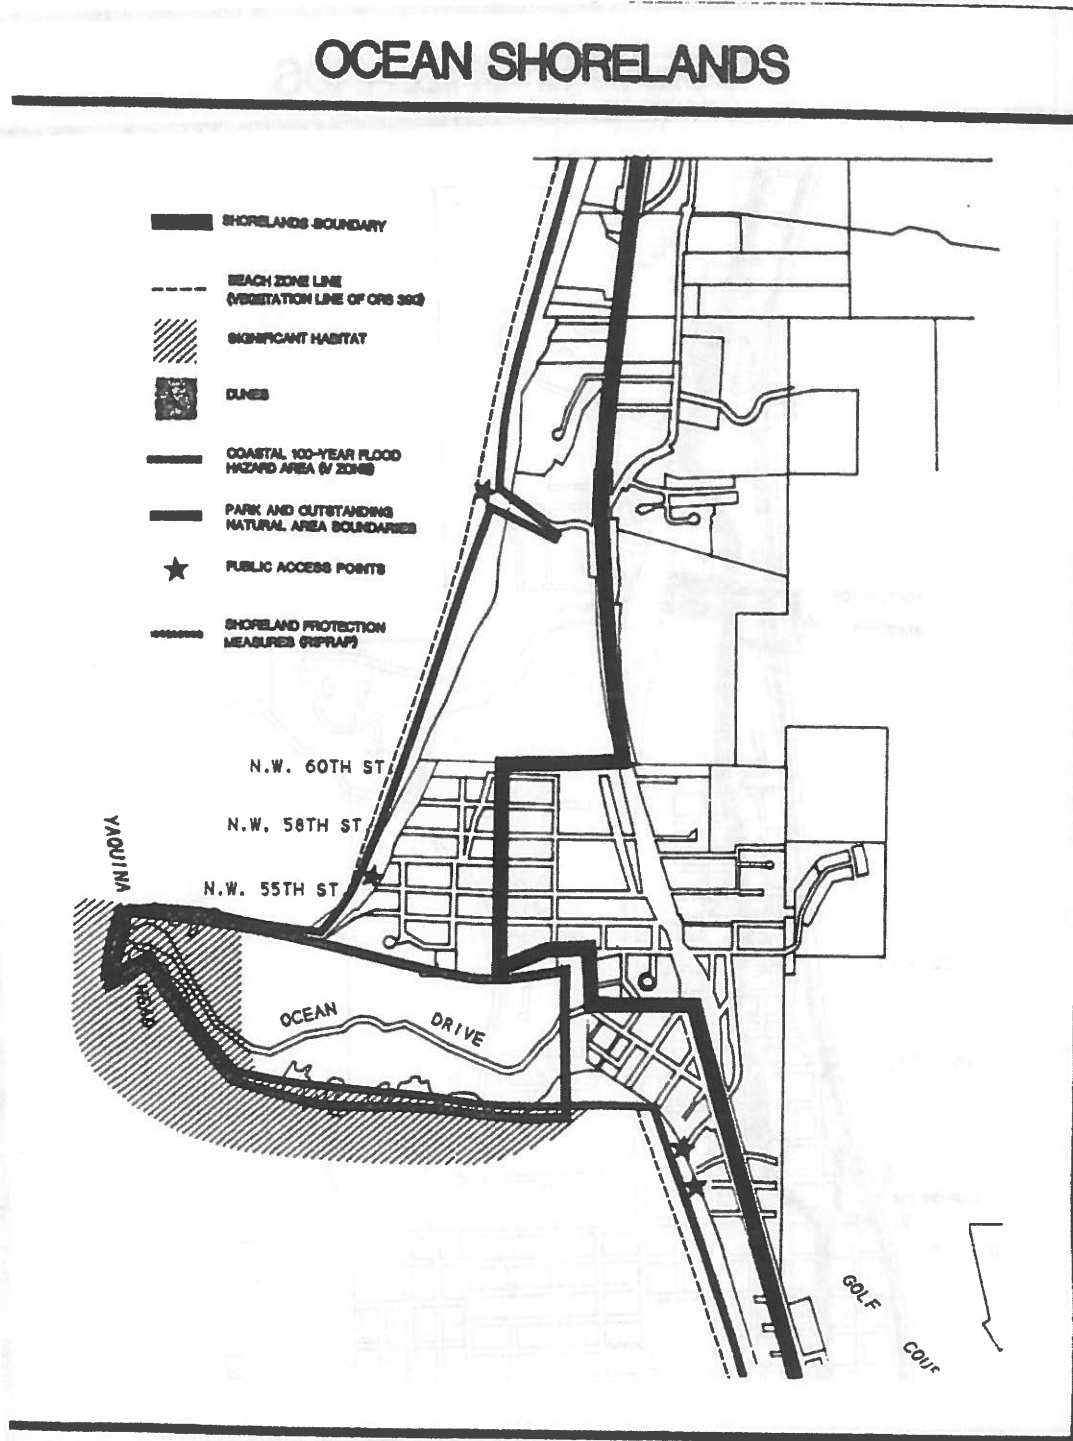 OCEAN SHORELANDS
SHORELANDS BOUNDARY
BEACH ZONE LINE
(VEGETATION LINE OF ORS 390)
SIGNIFICANT HABITAT
DUNES
COASTAL 100-YEAR FLOOD
HAZARD AREA (V ZONE)
PARK AND OUTSTANDING
NATURAL AREA BOUNDARIES
PUBLIC ACCESS POINTS
SHORELAND PROTECTION
MEASURES (RIPRAP)
N.W. 60TH ST.
N.W. 58TH ST.
N.W. 55TH ST.
YAQUINA
HEAD
OCEAN DRIVE
GOLF